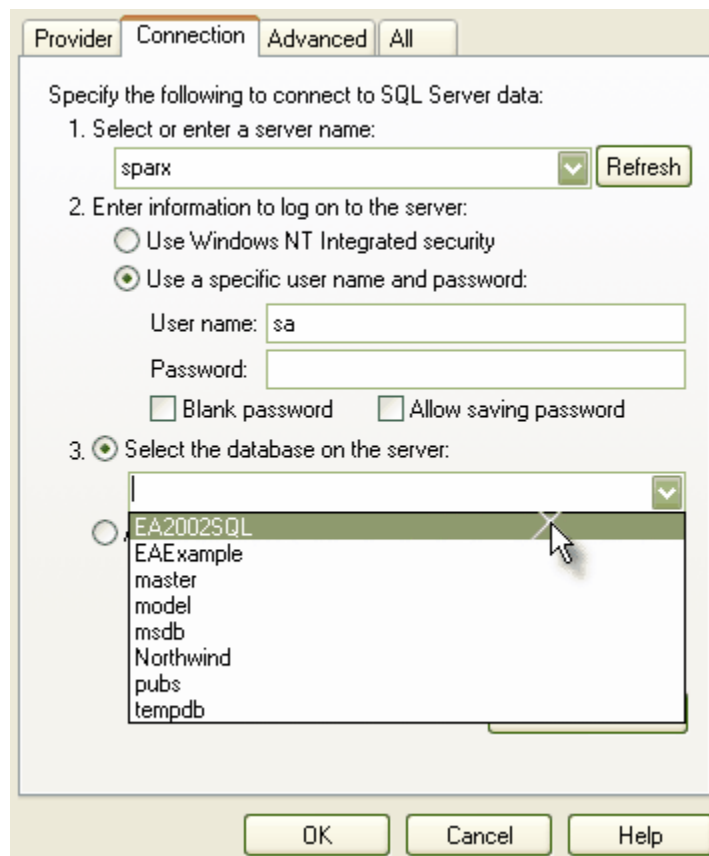 Provider Connection Advanced All
Specify the following to connect to SQL Server data:
1. Select or enter a server name:
sparx Refresh
2. Enter information to log on to the server:
Use Windows NT Integrated security
Use a specific user name and password:
User name: sa
Password:
Blank password Allow saving password
3. Select the database on the server:
EA2002SQL
EAExample
master
model
msdb
Northwind
pubs
tempdb
OK Cancel Help